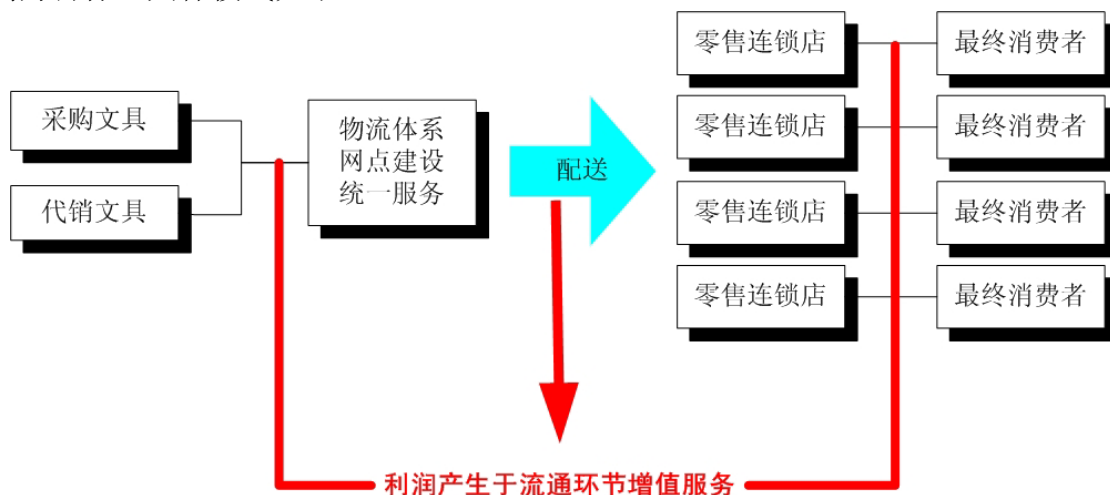 采购文具
代销文具
物流体系
网点建设
统一服务
配送
零售连锁店
最终消费者
零售连锁店
最终消费者
零售连锁店
最终消费者
零售连锁店
最终消费者
利润产生于流通环节增值服务